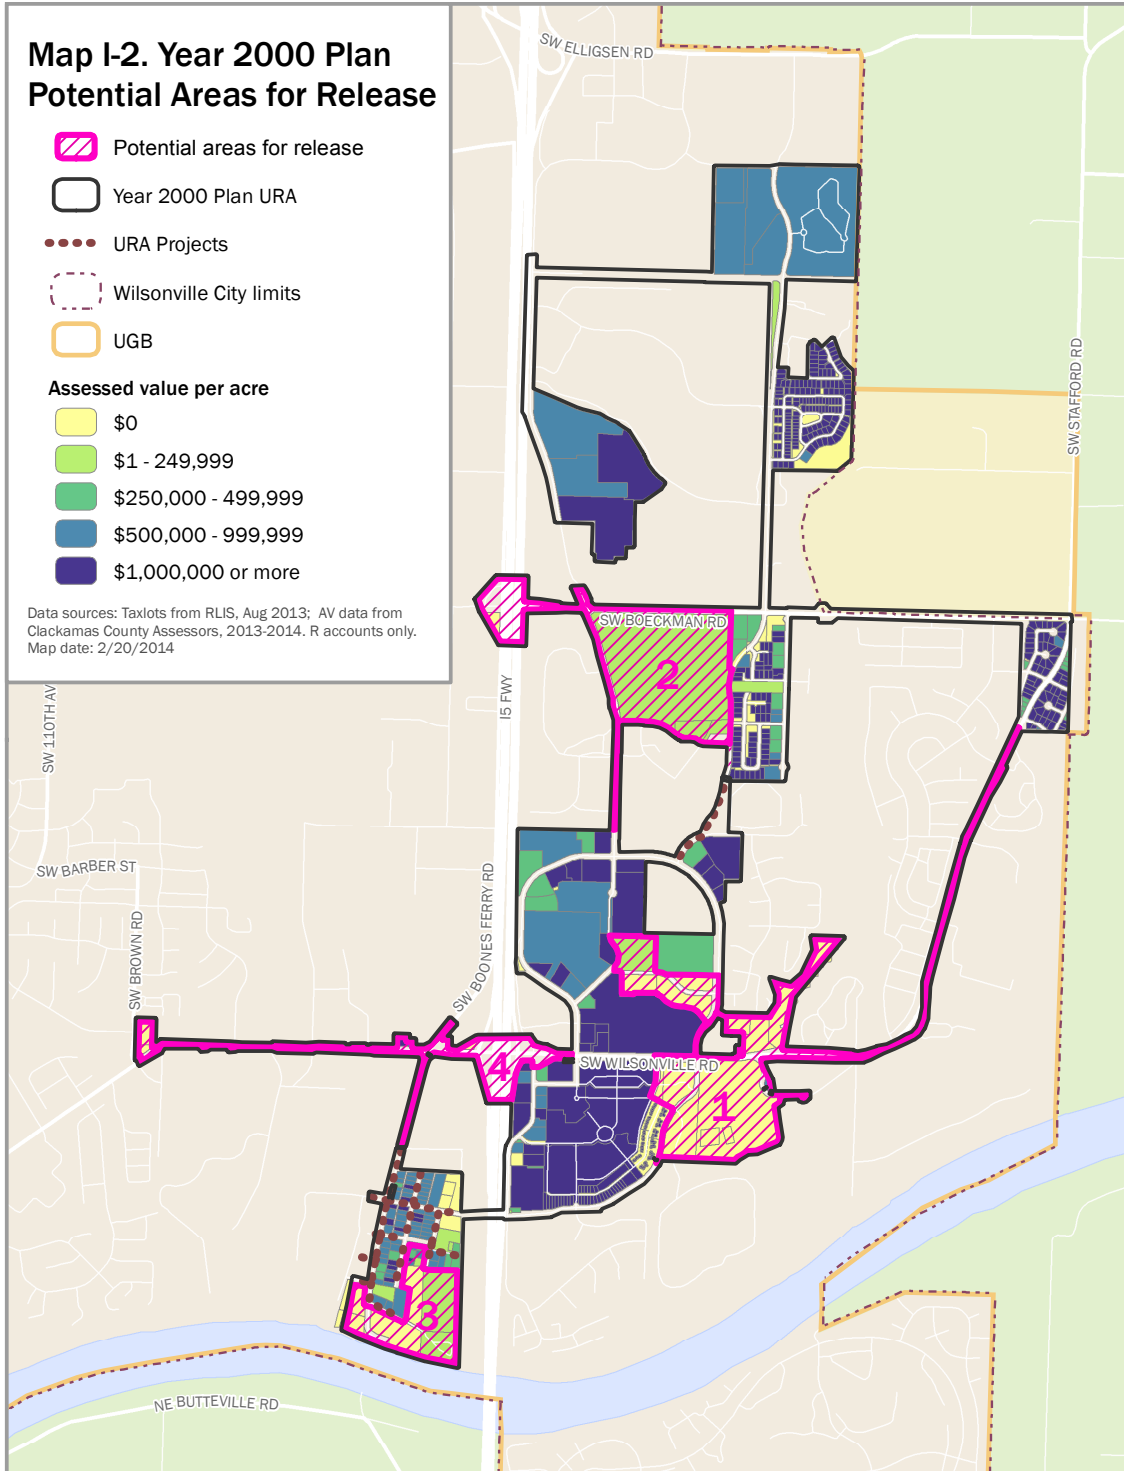 Map I-2. Year 2000 Plan
Potential Areas for Release
Potential areas for release
Year 2000 Plan URA
URA Projects
Wilsonville City limits
UGB
Assessed value per acre
$0
$1 - 249,999
$250,000 - 499,999
$500,000 - 999,999
$1,000,000 or more
Data sources: Taxlots from RLIS, Aug 2013;  AV data from
Clackamas County Assessors, 2013-2014. R accounts only.
Map date: 2/20/2014
SW ELLIGSEN RD
SW STAFFORD RD
SW BOECKMAN RD
2
I5 FWY
SW 110TH AV
SW BARBER ST
SW BROWN RD
SW BOONES FERRY RD
SW WILSONVILLE RD
4
1
3
NE BUTTEVILLE RD